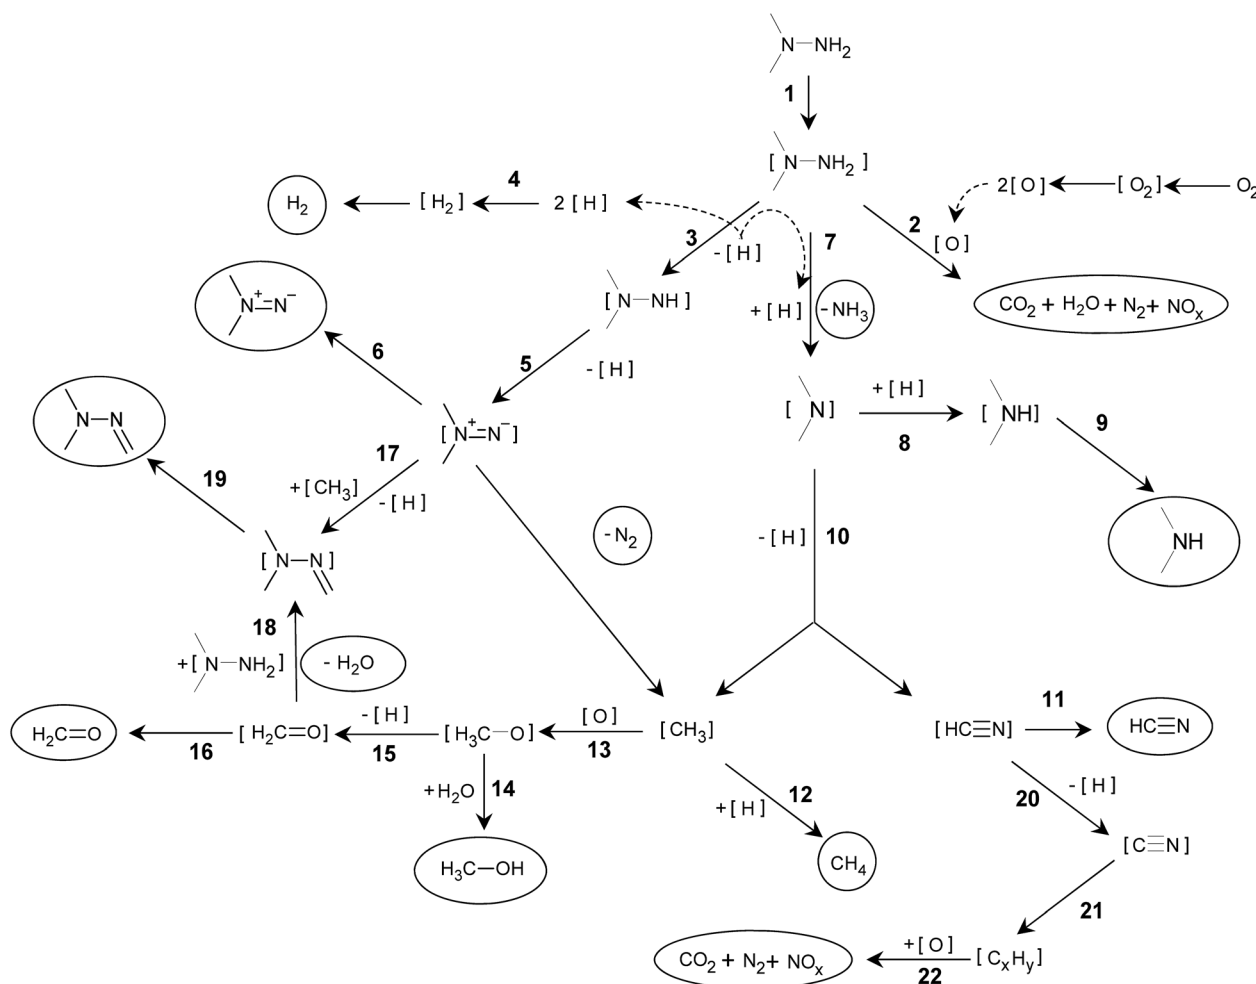 N—NH2
1
[ N—NH2 ]
H2
[ H2 ]
4
2 [ H ]
2 [ O ]
[ O2 ]
O2
3
- [ H ]
7
2
[ O ]
[ N—NH ]
+ [ H ]
- NH3
CO2 + H2O + N2 + NOx
N+=N−
6
5
- [ H ]
[ N ]
+ [ H ]
8
[ NH ]
9
N—N
19
17
+ [CH3]
- [ H ]
[ N+=N− ]
- N2
- [ H ]
10
NH
[ N—N ]
18
+ [ N—NH2 ]
- H2O
H2C=O
16
[ H2C=O ]
- [ H ]
15
[ H3C—O ]
[ O ]
13
[ CH3 ]
[ HC≡N ]
11
HC≡N
+ H2O
14
+ [ H ]
12
20
- [ H ]
H3C—OH
CH4
[ C≡N ]
21
CO2 + N2 + NOx
+ [ O ]
22
[ CxHy ]